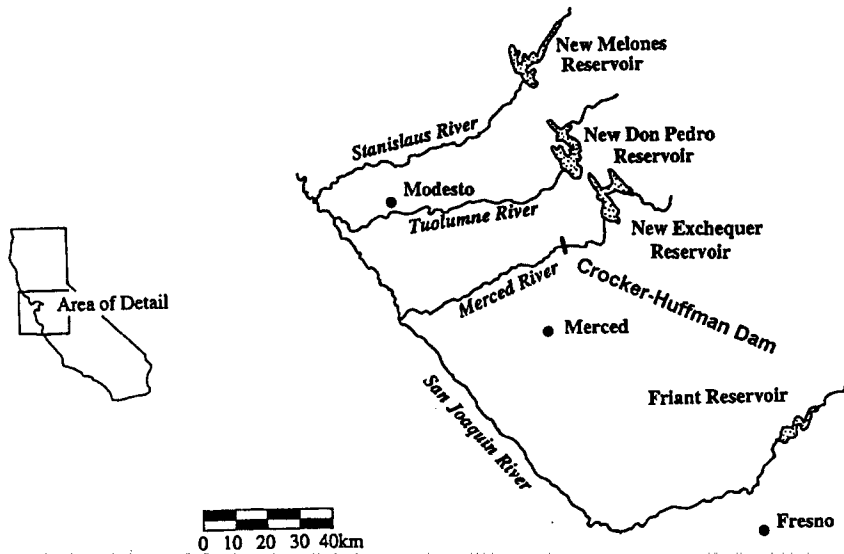 New Melones
Reservoir
Stanislaus River
New Don Pedro
Reservoir
Modesto
Tuolumne River
New Exchequer
Reservoir
Area of Detail
Merced River
Crocker-Huffman Dam
Merced
San Joaquin River
Friant Reservoir
0 10 20 30 40km
Fresno